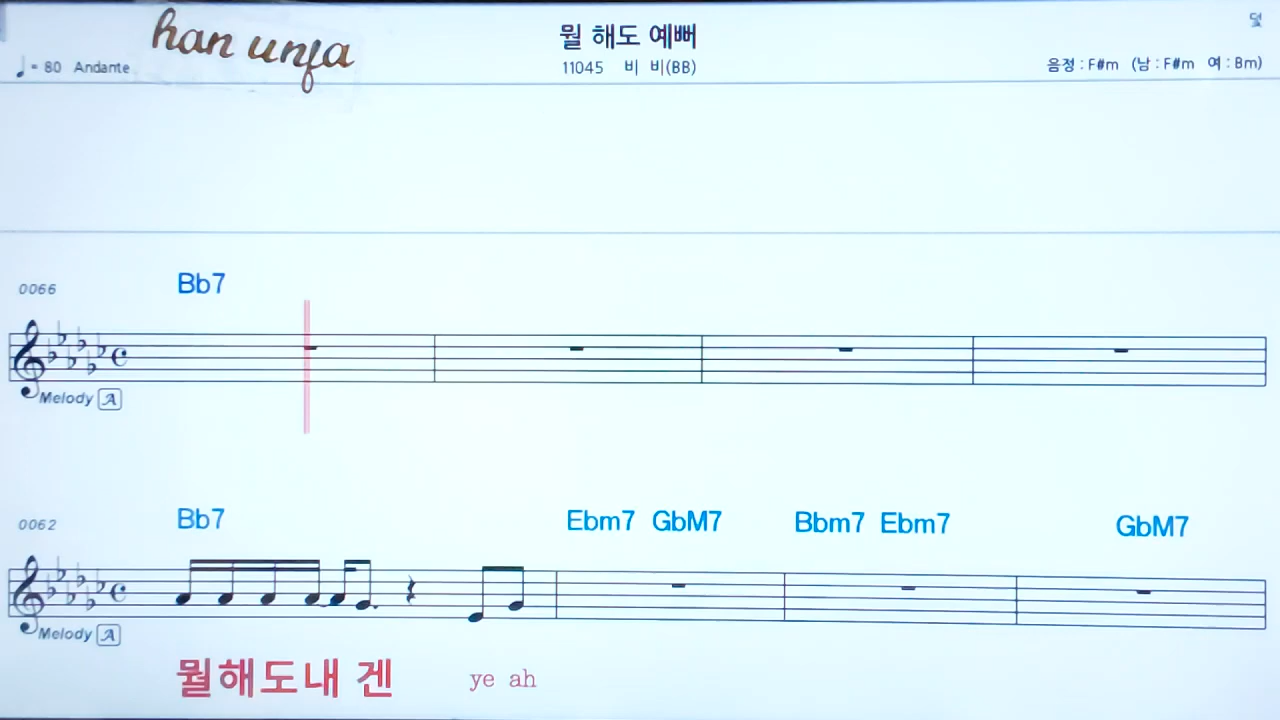 han unfa
뭘 해도 예뻐
♩= 80 Andante
11045 비 비(BB)
음정 : F#m (남 : F#m 여 : Bm)
0066
Bb7
Melody A
0062
Bb7 Ebm7 GbM7 Bbm7 Ebm7 GbM7
Melody A
뭘해도내 겐 ye ah